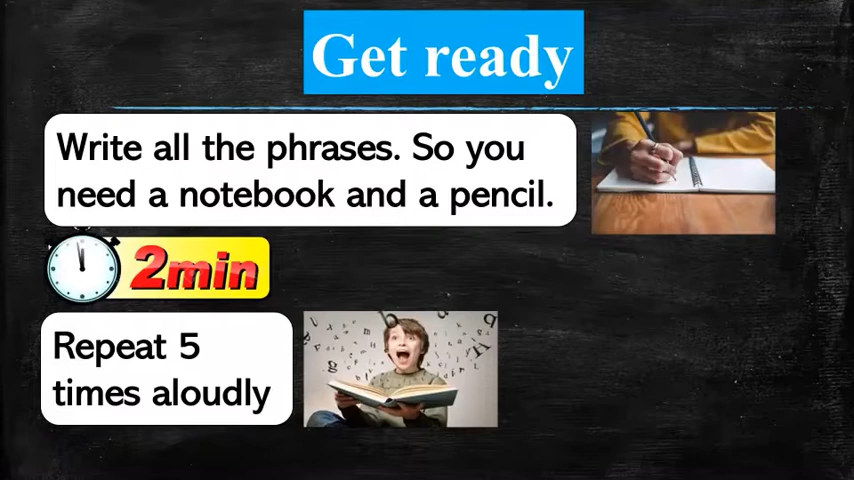 Get ready
Write all the phrases. So you
need a notebook and a pencil.
2min
Repeat 5
times aloudly